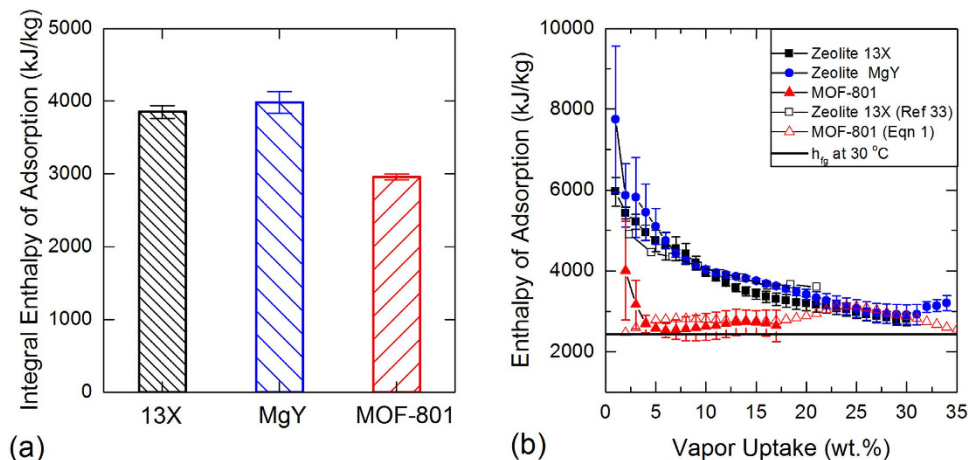 Integral Enthalpy of Adsorption (kJ/kg)
5000
4000
3000
2000
1000
0
13X MgY MOF-801
(a)
Enthalpy of Adsorption (kJ/kg)
10000
8000
6000
4000
2000
Zeolite 13X
Zeolite MgY
MOF-801
Zeolite 13X (Ref 33)
MOF-801 (Eqn 1)
hfg at 30 °C
0 5 10 15 20 25 30 35
Vapor Uptake (wt.%)
(b)